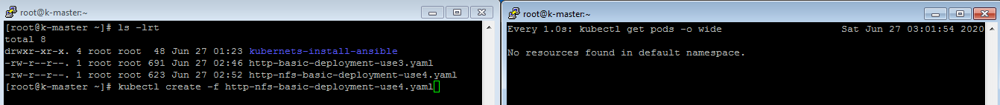 root@k-master:~
[root@k-master ~]# ls -lrt
total 8
drwxr-xr-x. 4 root root  48 Jun 27 01:23 kubernets-install-ansible
-rw-r--r--. 1 root root 691 Jun 27 02:46 http-basic-deployment-use3.yaml
-rw-r--r--. 1 root root 623 Jun 27 02:52 http-nfs-basic-deployment-use4.yaml
[root@k-master ~]# kubectl create -f http-nfs-basic-deployment-use4.yaml
root@k-master:~
Every 1.0s: kubectl get pods -o wide Sat Jun 27 03:01:54 2020
No resources found in default namespace.